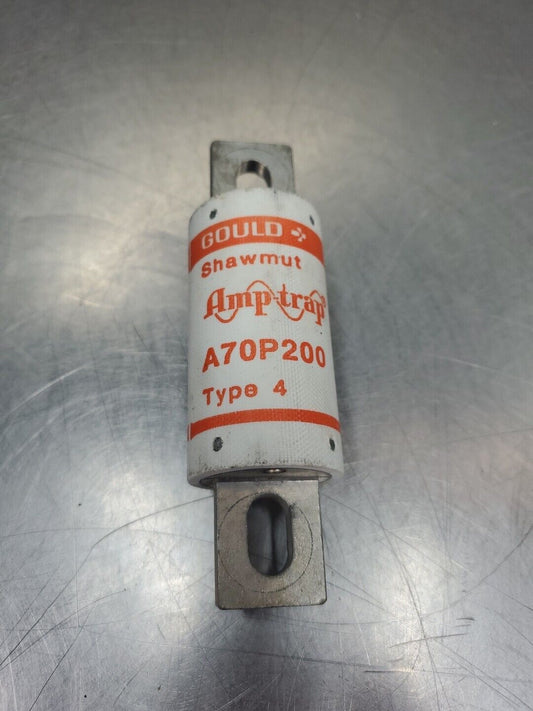 GOULD
Shawmut
Amp-trap®
A70P200
Type 4